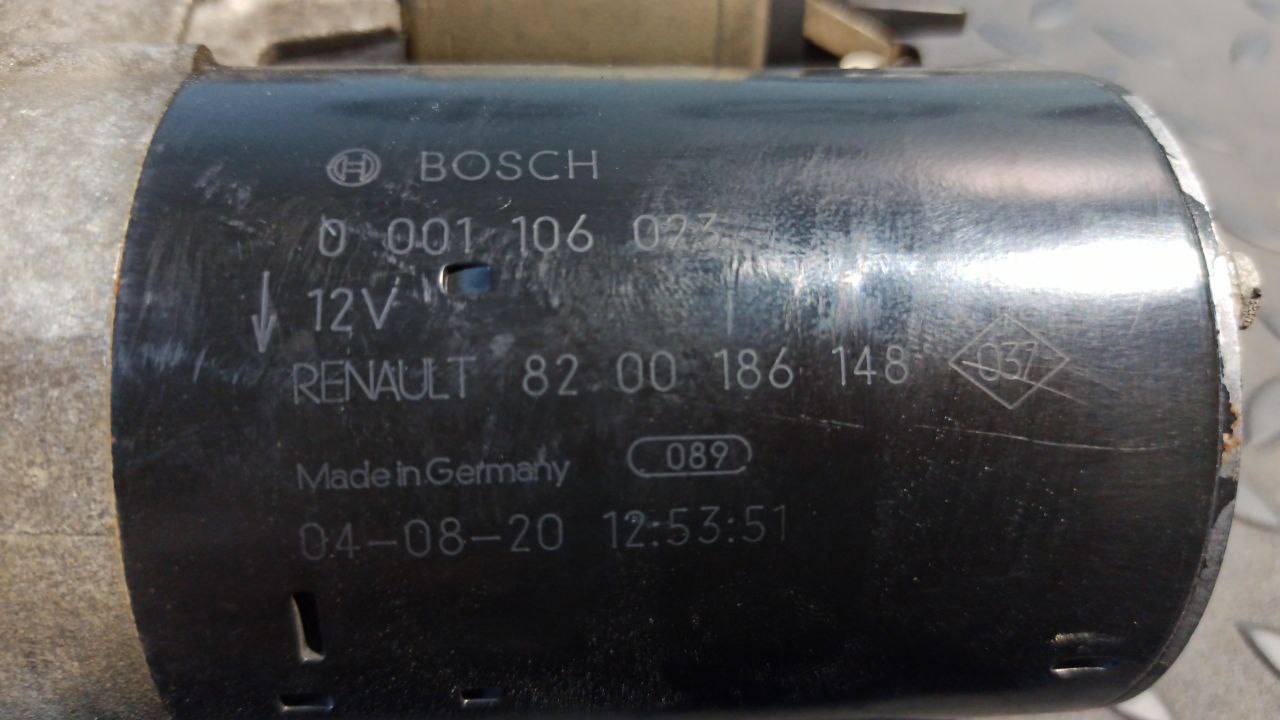 BOSCH
0 001 106 023
12V
RENAULT 82 00 186 148 037
Made in Germany 089
04-08-20 12:53:51